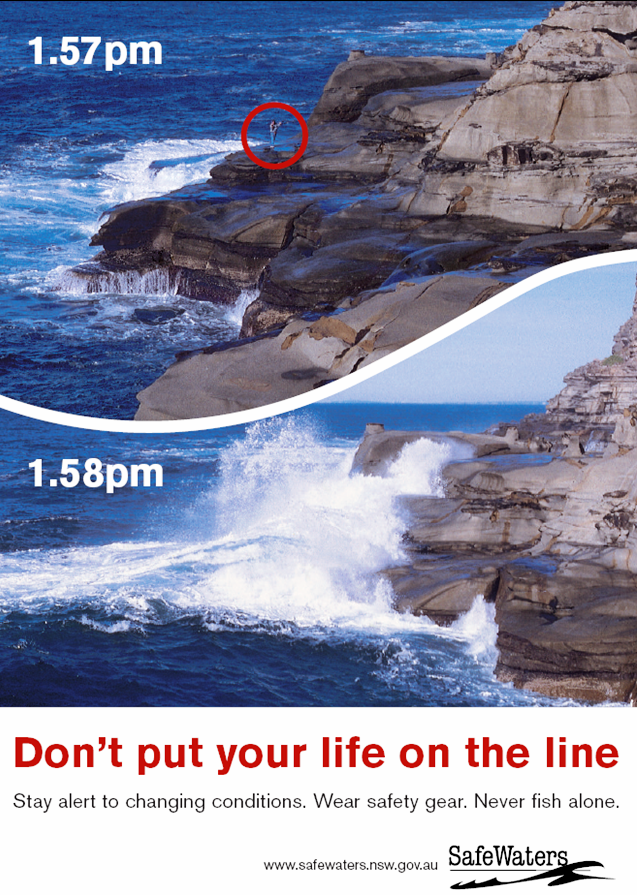 1.57pm
1.58pm
Don't put your life on the line
Stay alert to changing conditions. Wear safety gear. Never fish alone.
www.safewaters.nsw.gov.au
SafeWaters